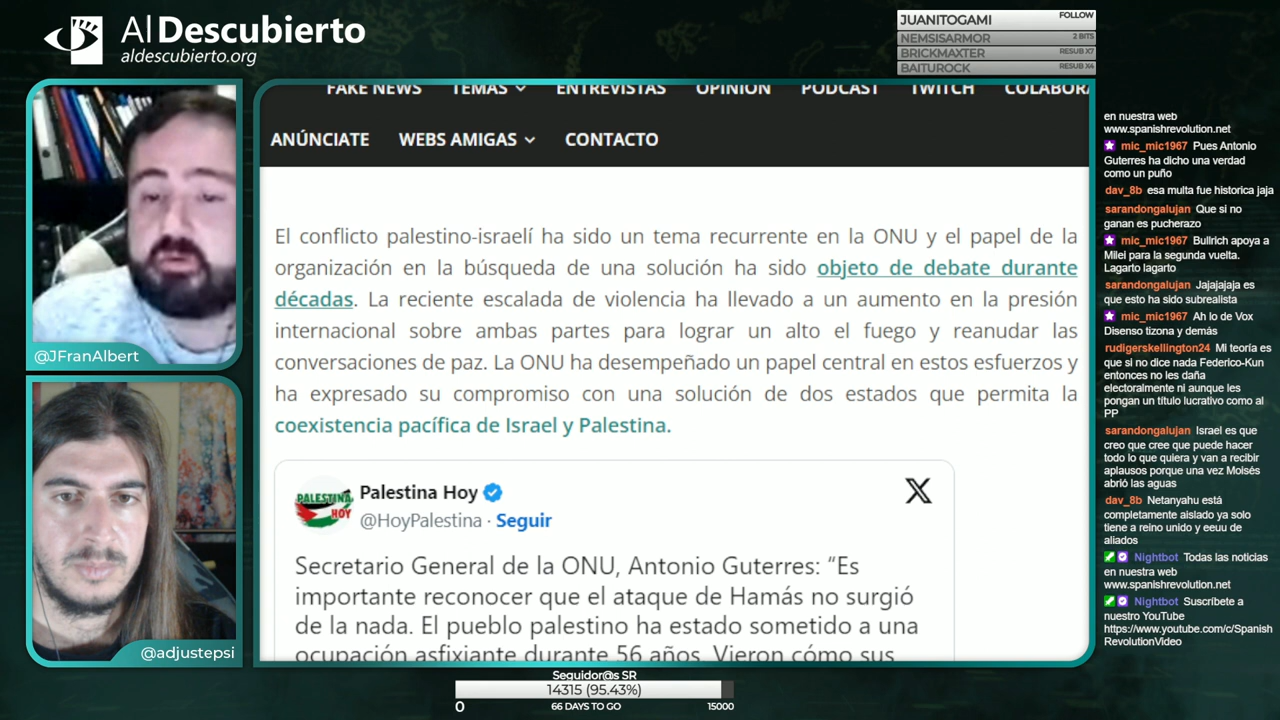 Al Descubierto
aldescubierto.org
JUANITOGAMI FOLLOW
NEMSISARMOR 2 BITS
BRICKMAXTER RESUB X7
BAITUROCK RESUB X4
@JFranAlbert
@adjustepsi
FAKE NEWS TEMAS ENTREVISTAS OPINIÓN PODCAST TWITCH COLABORA
ANÚNCIATE WEBS AMIGAS CONTACTO
El conflicto palestino-israelí ha sido un tema recurrente en la ONU y el papel de la
organización en la búsqueda de una solución ha sido objeto de debate durante
décadas. La reciente escalada de violencia ha llevado a un aumento en la presión
internacional sobre ambas partes para lograr un alto el fuego y reanudar las
conversaciones de paz. La ONU ha desempeñado un papel central en estos esfuerzos y
ha expresado su compromiso con una solución de dos estados que permita la
coexistencia pacífica de Israel y Palestina.
PALESTINA
HOY
Palestina Hoy
@HoyPalestina · Seguir
Secretario General de la ONU, Antonio Guterres: “Es
importante reconocer que el ataque de Hamás no surgió
de la nada. El pueblo palestino ha estado sometido a una
ocupación asfixiante durante 56 años. Vieron cómo sus
en nuestra web
www.spanishrevolution.net
mic_mic1967 Pues Antonio
Guterres ha dicho una verdad
como un puño
dav_8b esa multa fue historica jaja
sarandongalujan Que si no
ganan es pucherazo
mic_mic1967 Bullrich apoya a
Milei para la segunda vuelta.
Lagarto lagarto
sarandongalujan Jajajajaja es
que esto ha sido subrealista
mic_mic1967 Ah lo de Vox
Disenso tizona y demás
rudigerskellington24 Mi teoría es
que si no dice nada Federico-Kun
entonces no les daña
electoralmente ni aunque les
pongan un título lucrativo como al
PP
sarandongalujan Israel es que
creo que cree que puede hacer
todo lo que quiera y van a recibir
aplausos porque una vez Moisés
abrió las aguas
dav_8b Netanyahu está
completamente aislado ya solo
tiene a reino unido y eeuu de
aliados
Nightbot Todas las noticias
en nuestra web
www.spanishrevolution.net
Nightbot Suscríbete a
nuestro YouTube
https://www.youtube.com/c/Spanish
RevolutionVideo
Seguidor@s SR
14315 (95.43%)
0 66 DAYS TO GO 15000